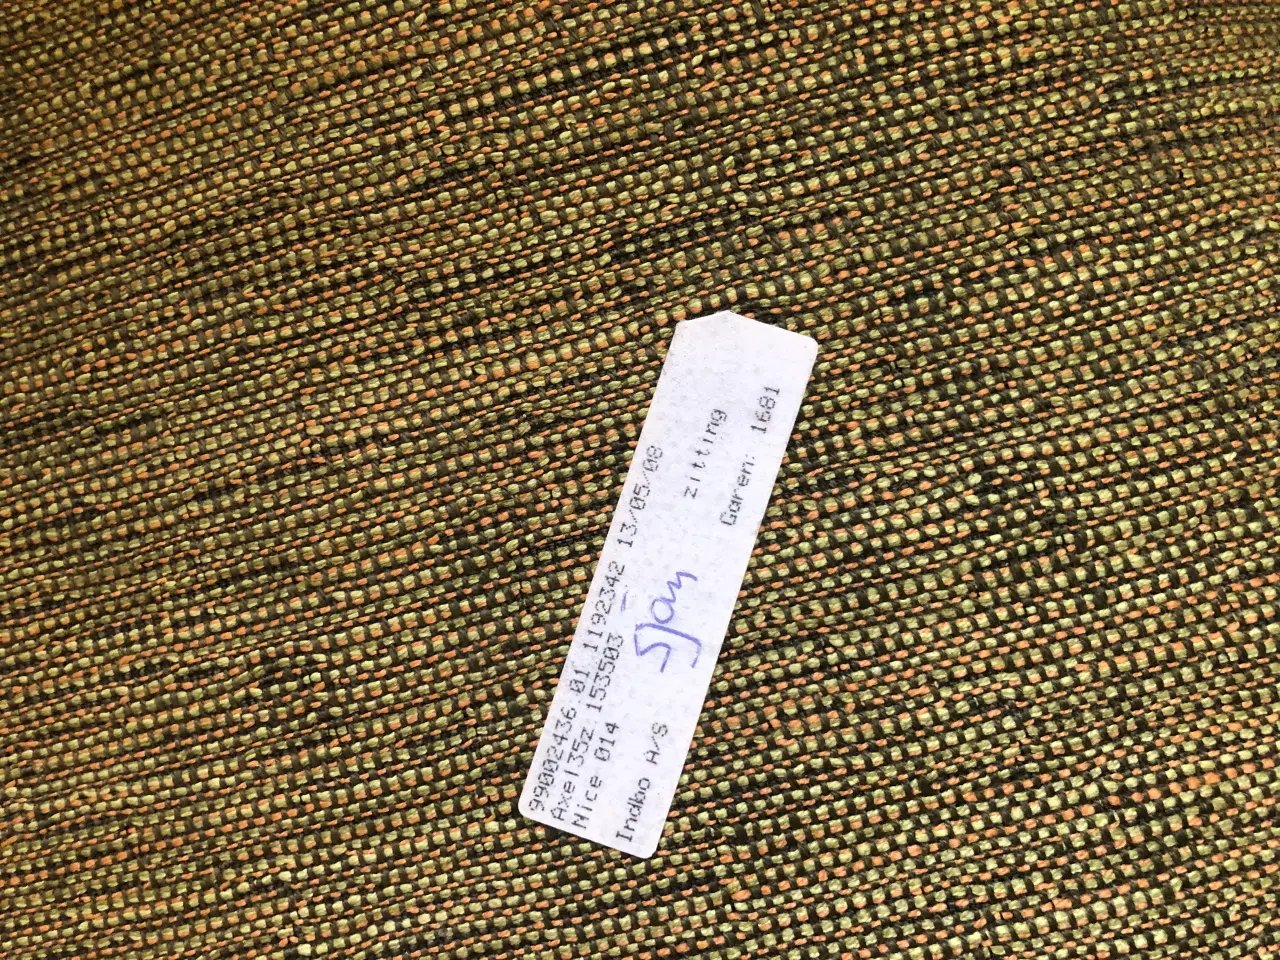 99002436.01 1192342 13/05/08
Axel35z 153503
Nice 014
zitting
Indbo A/S
Garen: 1681
Sjan